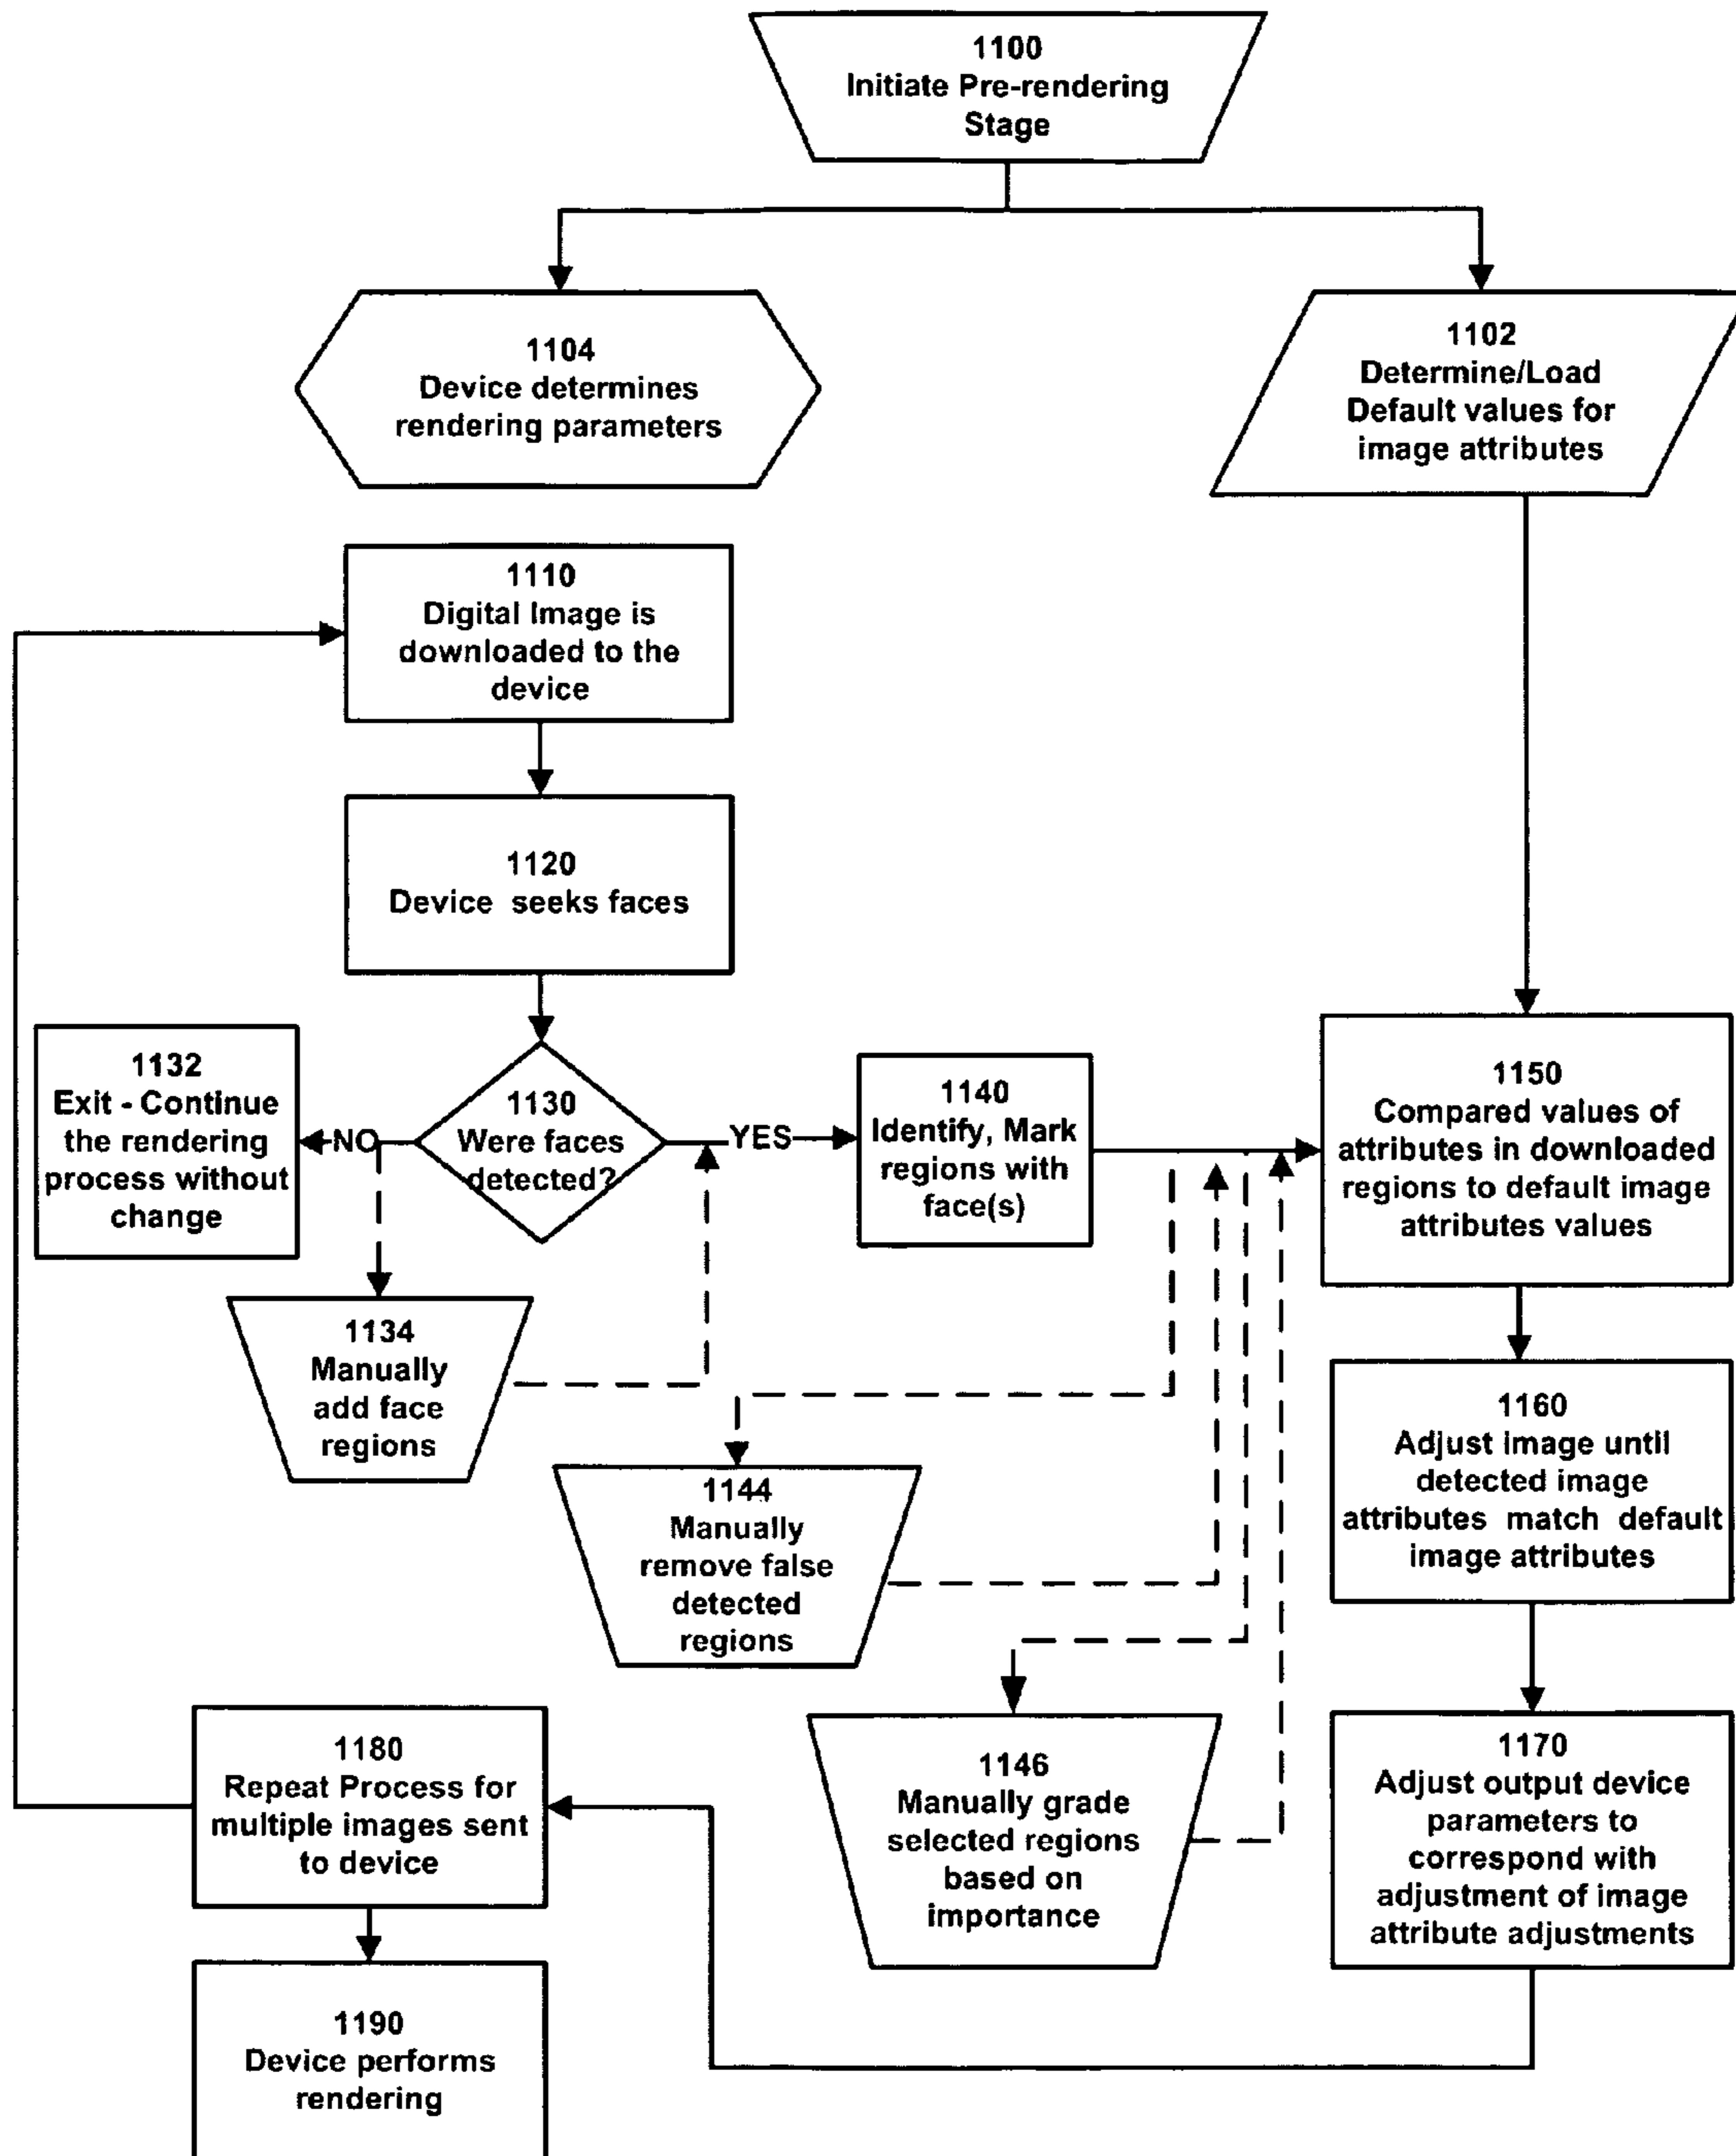 1100
Initiate Pre-rendering
Stage
1104
Device determines
rendering parameters
1102
Determine/Load
Default values for
image attributes
1110
Digital Image is
downloaded to the
device
1120
Device seeks faces
1132
Exit - Continue
the rendering
process without
change
NO
1130
Were faces
detected?
YES
1140
Identify, Mark
regions with
face(s)
1150
Compared values of
attributes in downloaded
regions to default image
attributes values
1134
Manually
add face
regions
1160
Adjust image until
detected image
attributes match default
image attributes
1144
Manually
remove false
detected
regions
1180
Repeat Process for
multiple images sent
to device
1146
Manually grade
selected regions
based on
importance
1170
Adjust output device
parameters to
correspond with
adjustment of image
attribute adjustments
1190
Device performs
rendering